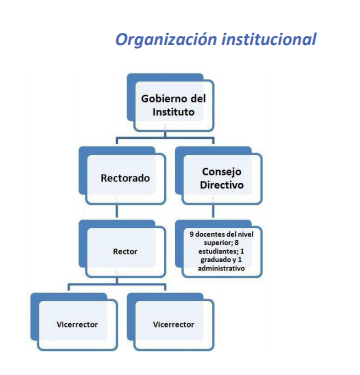 Organización institucional
Gobierno del
Instituto
Rectorado
Consejo
Directivo
Rector
9 docentes del nivel
superior; 8
estudiantes; 1
graduado y 1
administrativo
Vicerrector
Vicerrector